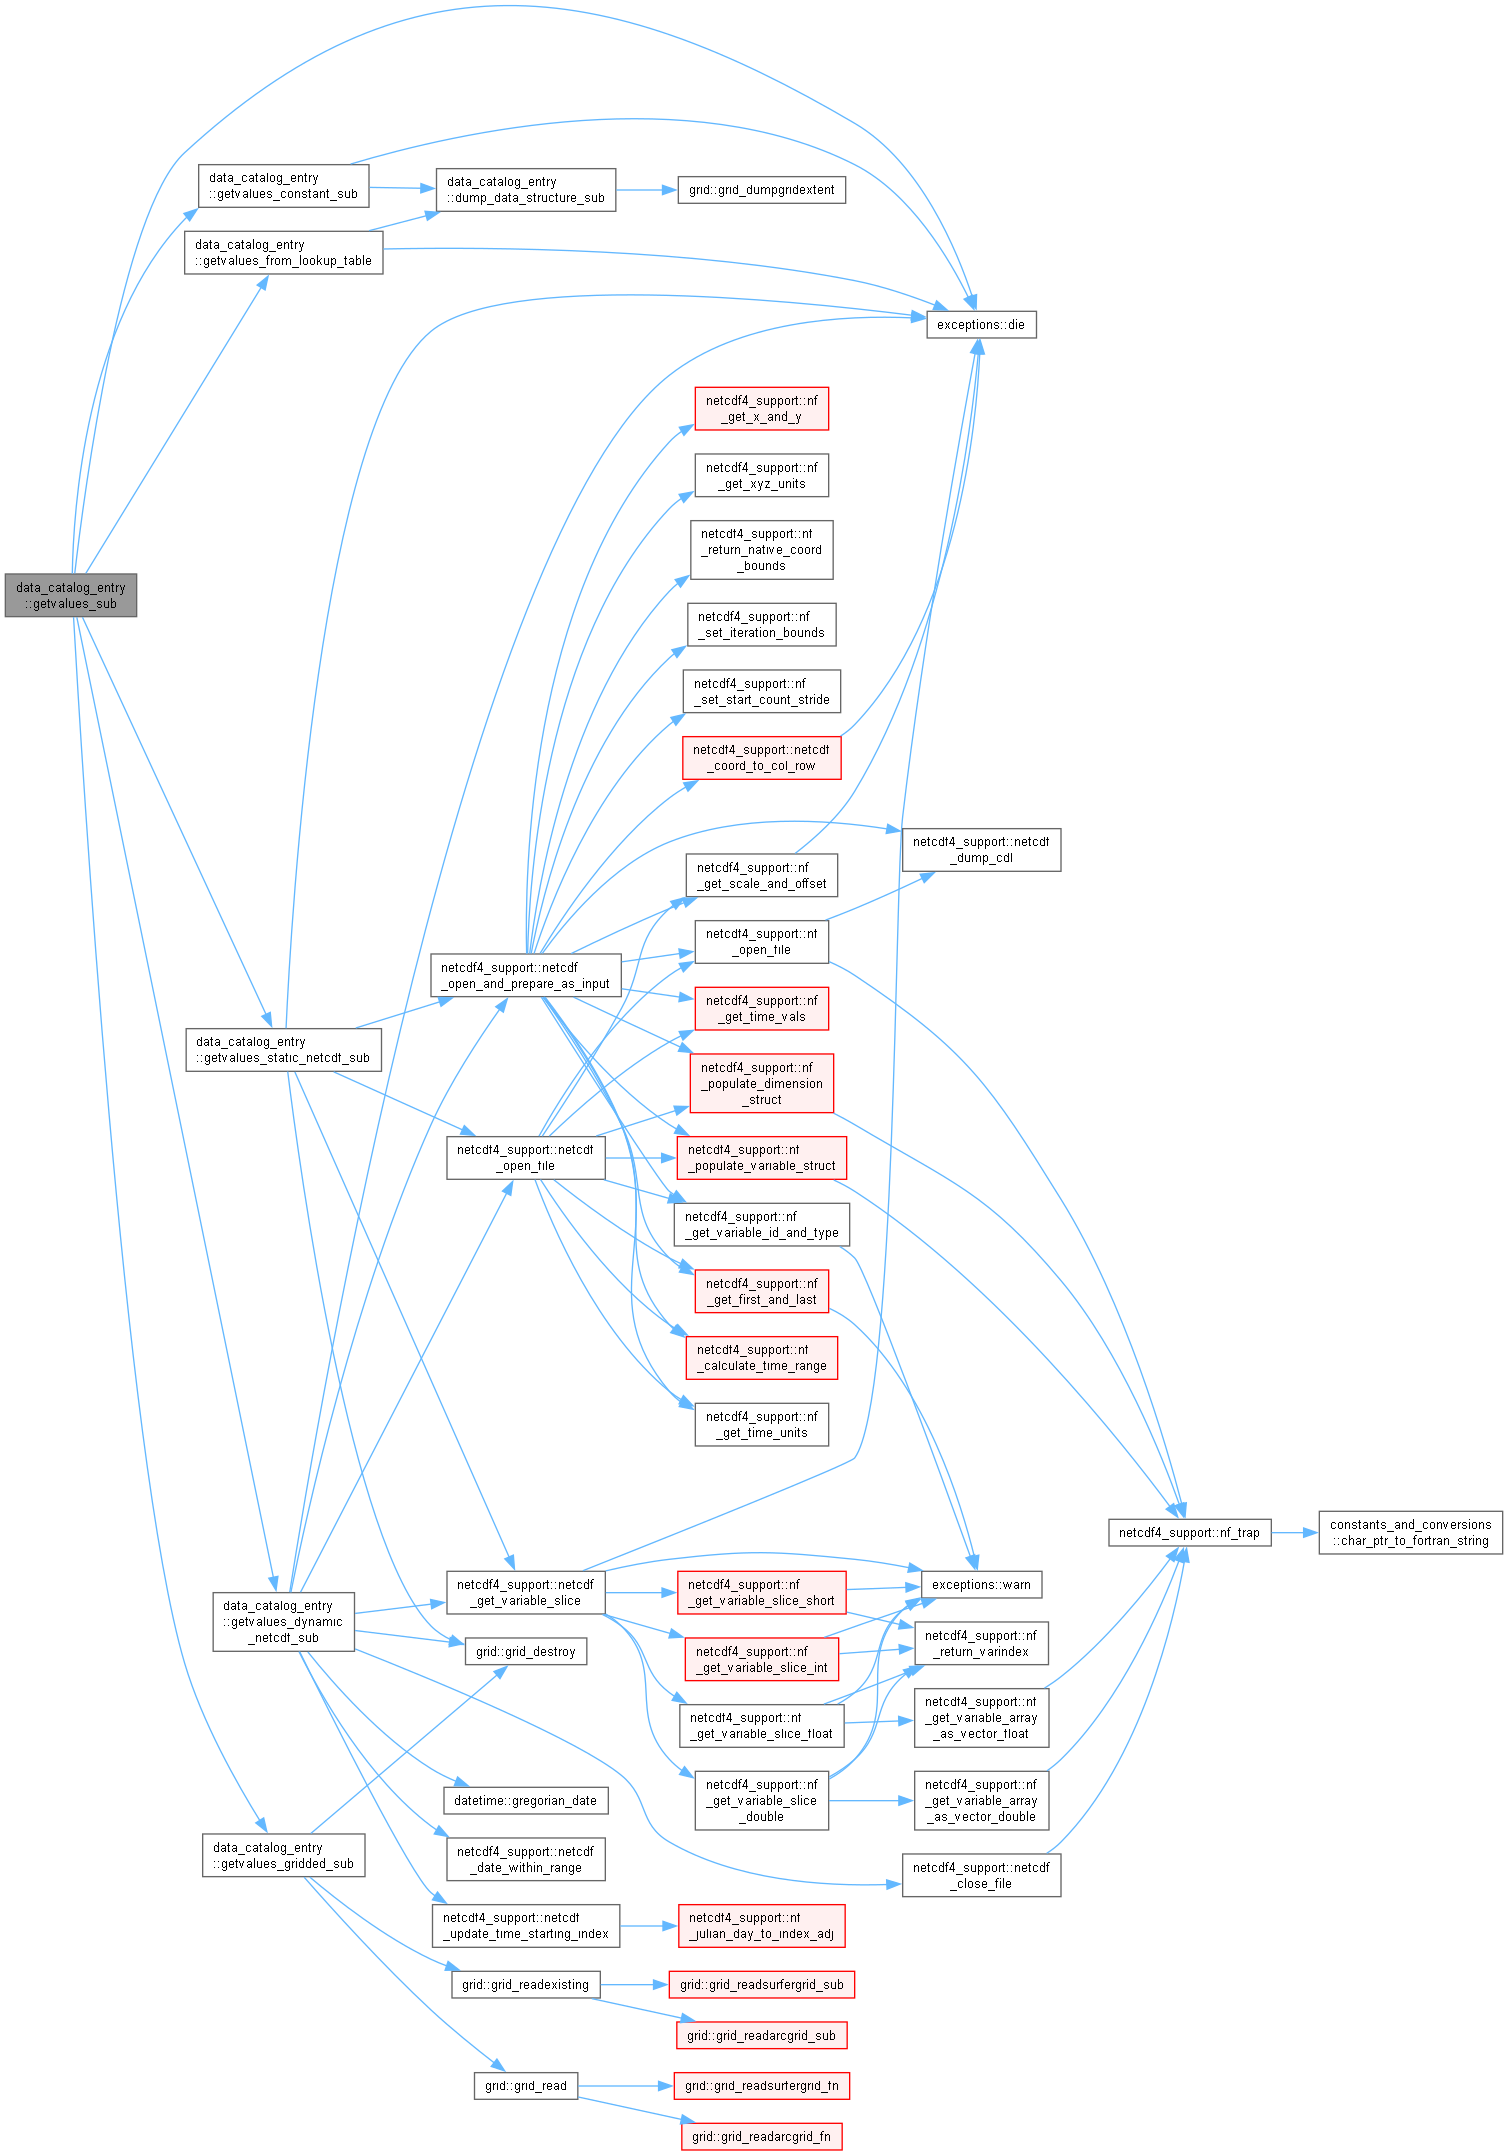 data_catalog_entry
::getvalues_sub
data_catalog_entry
::getvalues_constant_sub
data_catalog_entry
::getvalues_from_lookup_table
data_catalog_entry
::getvalues_static_netcdf_sub
data_catalog_entry
::getvalues_dynamic
_netcdf_sub
data_catalog_entry
::getvalues_gridded_sub
data_catalog_entry
::dump_data_structure_sub
netcdf4_support::netcdf
_open_and_prepare_as_input
netcdf4_support::netcdf
_open_file
netcdf4_support::netcdf
_get_variable_slice
grid::grid_destroy
datetime::gregorian_date
netcdf4_support::netcdf
_date_within_range
netcdf4_support::netcdf
_update_time_starting_index
grid::grid_readexisting
grid::grid_read
grid::grid_dumpgridextent
netcdf4_support::nf
_get_x_and_y
netcdf4_support::nf
_get_xyz_units
netcdf4_support::nf
_return_native_coord
_bounds
netcdf4_support::nf
_set_iteration_bounds
netcdf4_support::nf
_set_start_count_stride
netcdf4_support::netcdf
_coord_to_col_row
netcdf4_support::nf
_get_scale_and_offset
netcdf4_support::nf
_open_file
netcdf4_support::nf
_get_time_vals
netcdf4_support::nf
_populate_dimension
_struct
netcdf4_support::nf
_populate_variable_struct
netcdf4_support::nf
_get_variable_id_and_type
netcdf4_support::nf
_get_first_and_last
netcdf4_support::nf
_calculate_time_range
netcdf4_support::nf
_get_time_units
netcdf4_support::nf
_get_variable_slice_short
netcdf4_support::nf
_get_variable_slice_int
netcdf4_support::nf
_get_variable_slice_float
netcdf4_support::nf
_get_variable_slice
_double
netcdf4_support::nf
_julian_day_to_index_adj
grid::grid_readsurfergrid_sub
grid::grid_readarcgrid_sub
grid::grid_readsurfergrid_fn
grid::grid_readarcgrid_fn
exceptions::die
netcdf4_support::netcdf
_dump_cdl
exceptions::warn
netcdf4_support::nf
_return_varindex
netcdf4_support::nf
_get_variable_array
_as_vector_float
netcdf4_support::nf
_get_variable_array
_as_vector_double
netcdf4_support::netcdf
_close_file
netcdf4_support::nf_trap
constants_and_conversions
::char_ptr_to_fortran_string